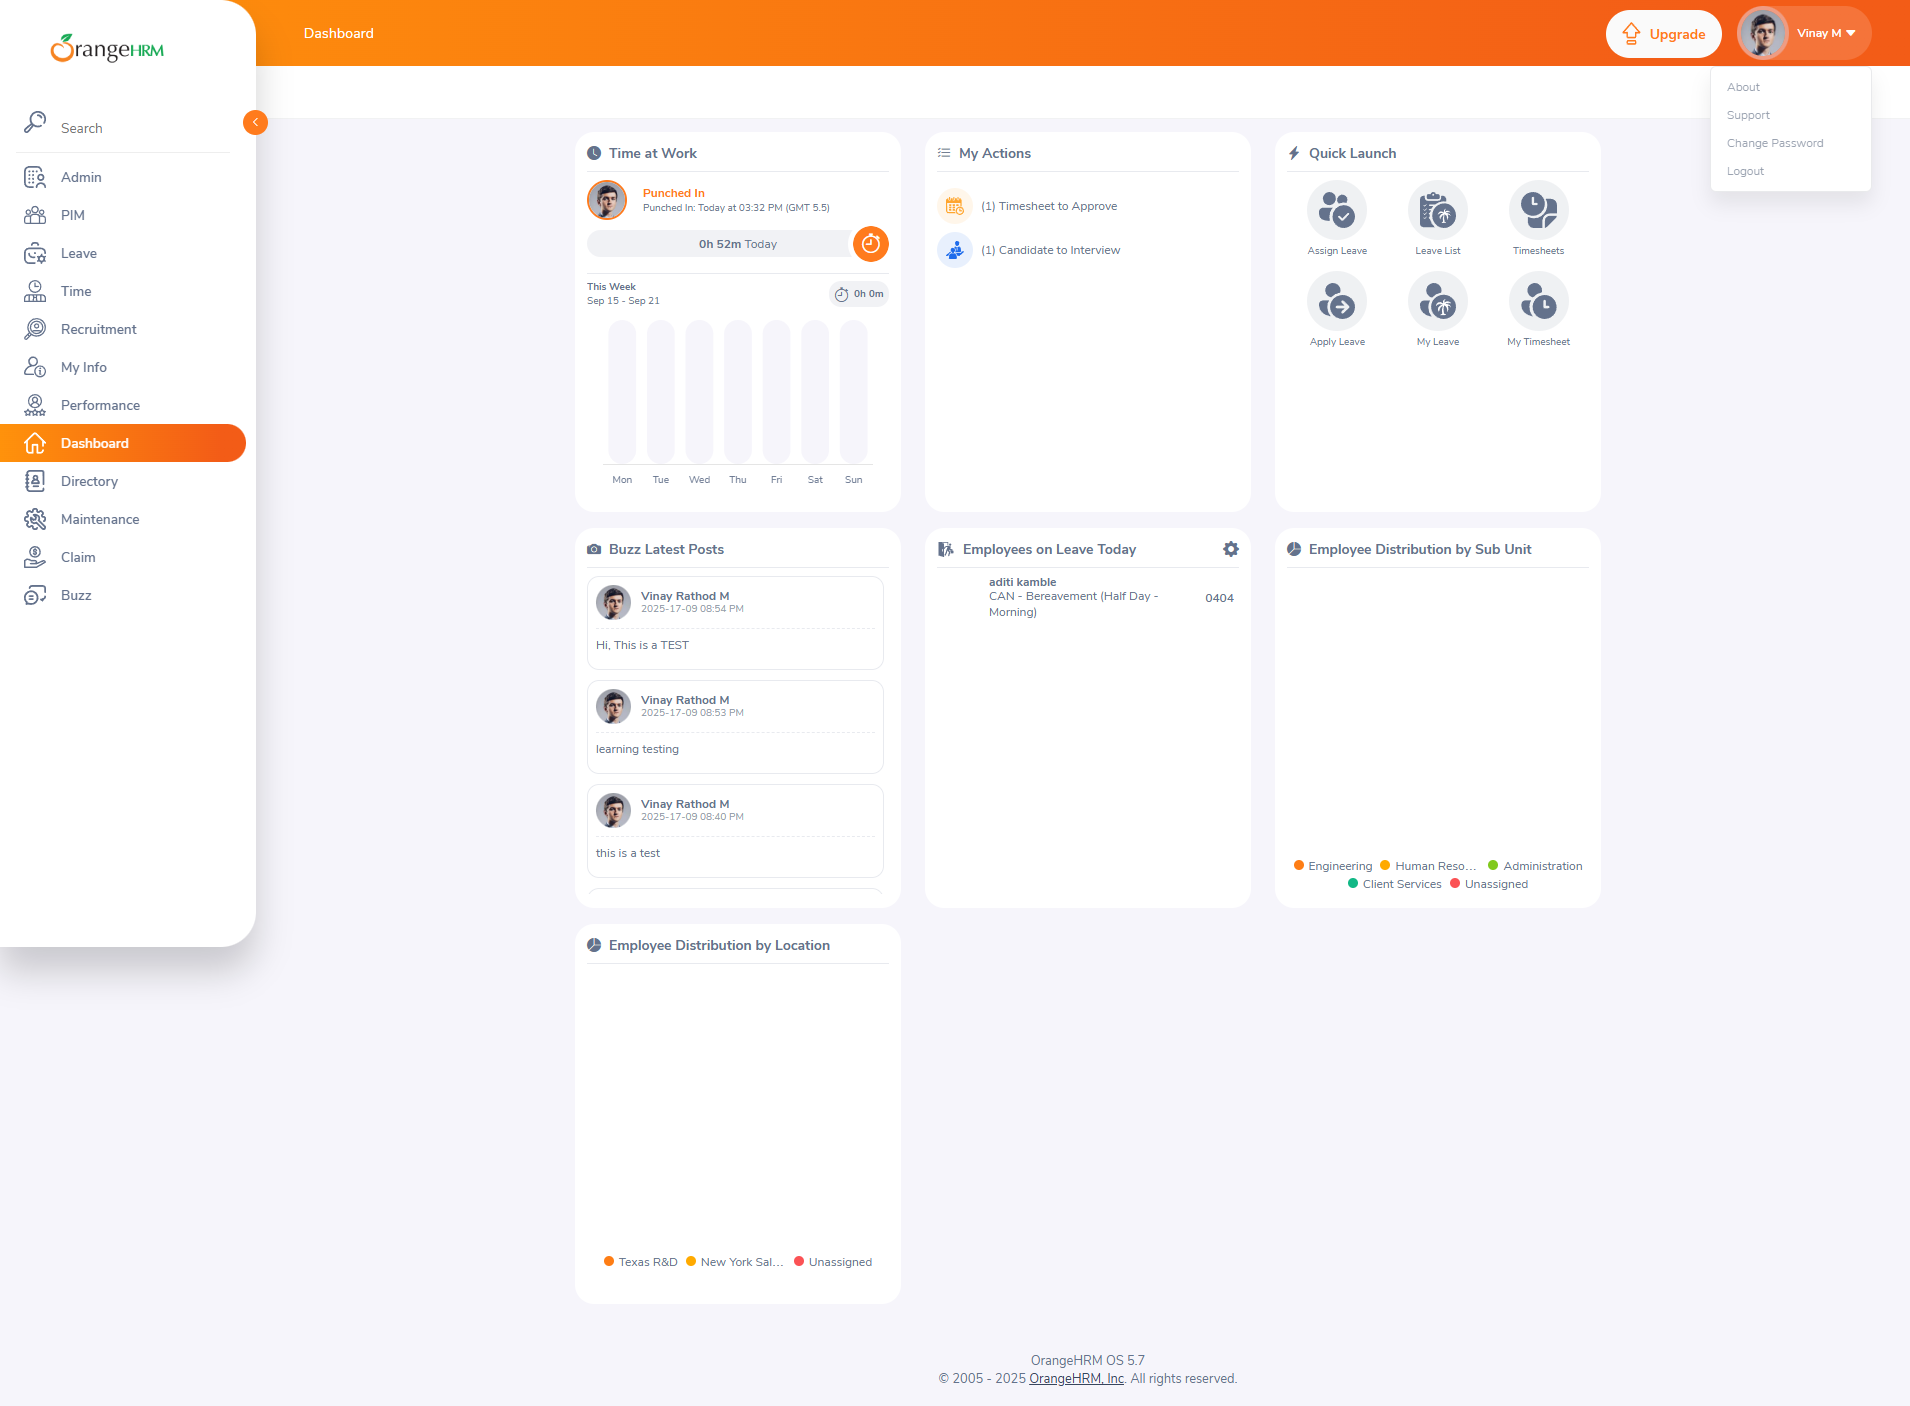 OrangeHRM
Search
Admin
PIM
Leave
Time
Recruitment
My Info
Performance
Dashboard
Directory
Maintenance
Claim
Buzz
Dashboard
Upgrade
Vinay M
About
Support
Change Password
Logout
Time at Work
Punched In
Punched In: Today at 03:32 PM (GMT 5.5)
0h 52m Today
This Week
Sep 15 - Sep 21
0h 0m
Mon Tue Wed Thu Fri Sat Sun
My Actions
(1) Timesheet to Approve
(1) Candidate to Interview
Quick Launch
Assign Leave
Leave List
Timesheets
Apply Leave
My Leave
My Timesheet
Buzz Latest Posts
Vinay Rathod M
2025-17-09 08:54 PM
Hi, This is a TEST
Vinay Rathod M
2025-17-09 08:53 PM
learning testing
Vinay Rathod M
2025-17-09 08:40 PM
this is a test
Employees on Leave Today
aditi kamble
CAN - Bereavement (Half Day -
Morning)
0404
Employee Distribution by Sub Unit
Engineering Human Reso... Administration
Client Services Unassigned
Employee Distribution by Location
Texas R&D New York Sal... Unassigned
OrangeHRM OS 5.7
© 2005 - 2025 OrangeHRM, Inc. All rights reserved.